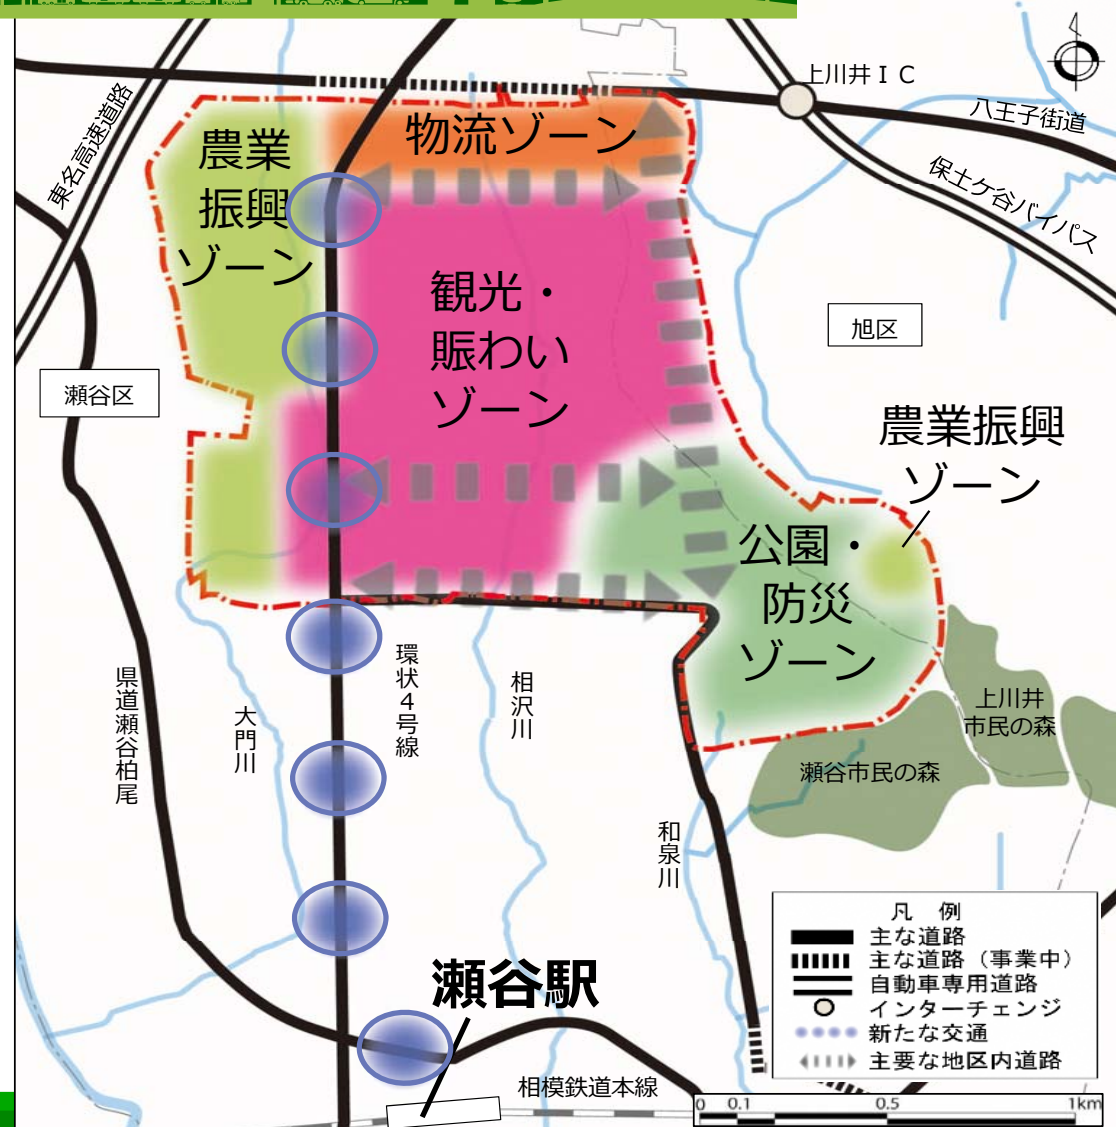 上川井ＩＣ
八王子街道
東名高速道路
保土ケ谷バイパス
農業
振興
ゾーン
物流ゾーン
観光・
賑わい
ゾーン
旭区
瀬谷区
農業振興
ゾーン
公園・
防災
ゾーン
県道瀬谷柏尾
大門川
環状４号線
相沢川
上川井
市民の森
瀬谷市民の森
和泉川
瀬谷駅
相模鉄道本線
凡 例
主な道路
主な道路（事業中）
自動車専用道路
インターチェンジ
新たな交通
主要な地区内道路
0 0.1 0.5 1km